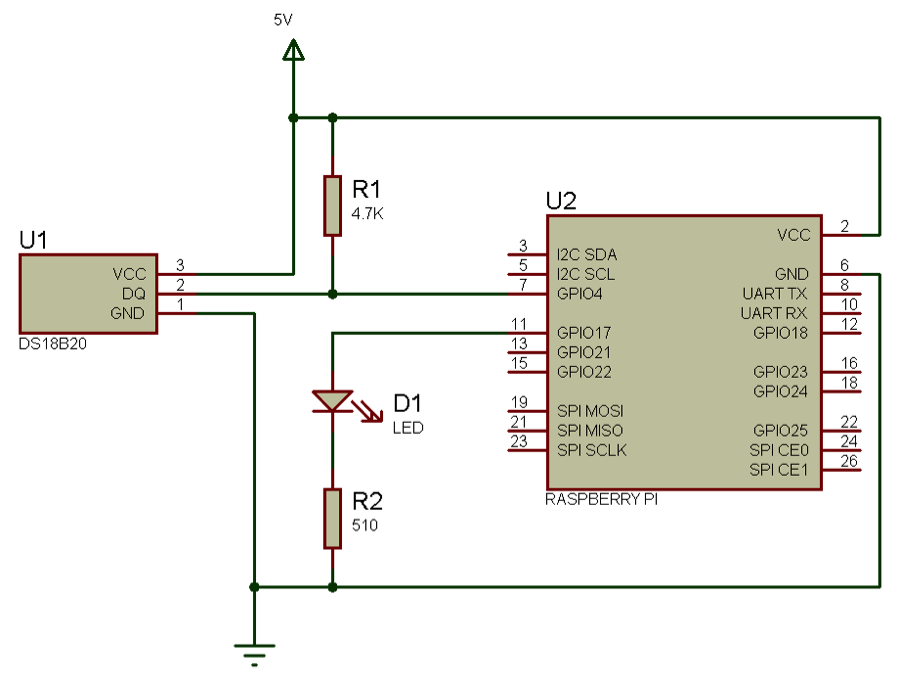 5V
R1
4.7K
U1
VCC 3
DQ 2
GND 1
DS18B20
U2
VCC 2
3 I2C SDA
5 I2C SCL
7 GPIO4
GND 6
UART TX 8
UART RX 10
11 GPIO17
GPIO18 12
13 GPIO21
15 GPIO22
GPIO23 16
GPIO24 18
19 SPI MOSI
21 SPI MISO
23 SPI SCLK
GPIO25 22
SPI CE0 24
SPI CE1 26
RASPBERRY PI
D1
LED
R2
510